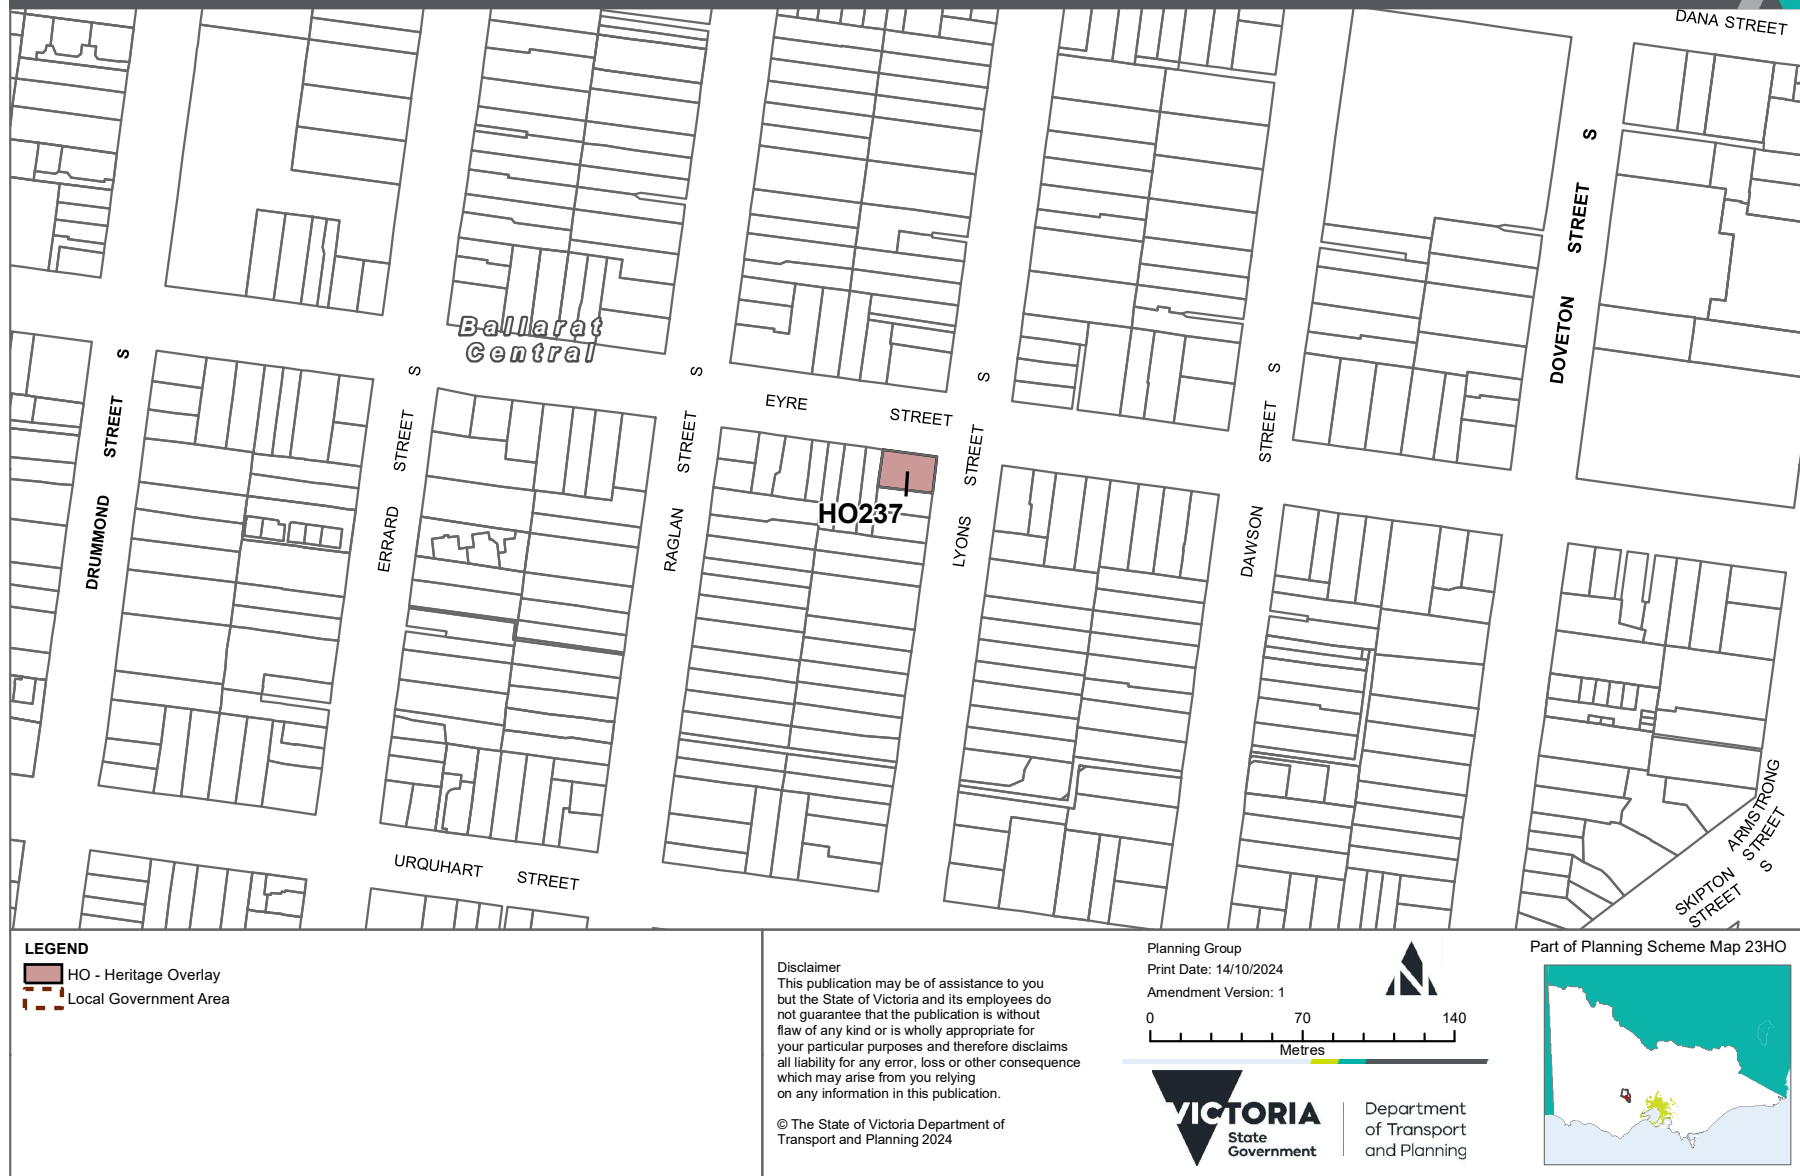 DANA STREET
DOVETON STREET S
Ballarat
Central
EYRE STREET
DRUMMOND STREET S
ERRARD STREET S
RAGLAN STREET S
LYONS STREET S
DAWSON STREET S
HO237
URQUHART STREET
ARMSTRONG
STREET S
SKIPTON
STREET
LEGEND
HO - Heritage Overlay
Local Government Area
Disclaimer
This publication may be of assistance to you
but the State of Victoria and its employees do
not guarantee that the publication is without
flaw of any kind or is wholly appropriate for
your particular purposes and therefore disclaims
all liability for any error, loss or other consequence
which may arise from you relying
on any information in this publication.
© The State of Victoria Department of
Transport and Planning 2024
Planning Group
Print Date: 14/10/2024
Amendment Version: 1
0 70 140
Metres
VICTORIA
State
Government
Department
of Transport
and Planning
Part of Planning Scheme Map 23HO